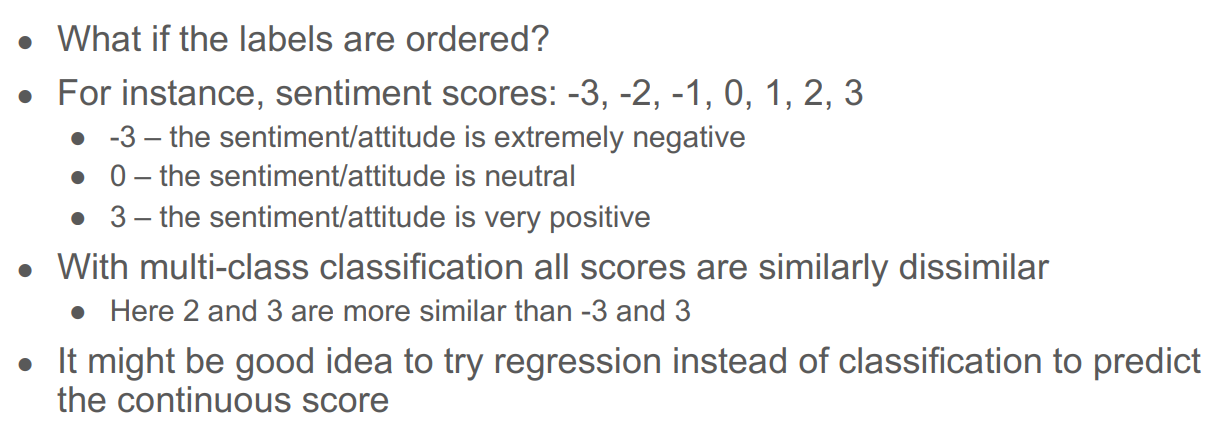 ● What if the labels are ordered?
● For instance, sentiment scores: -3, -2, -1, 0, 1, 2, 3
● -3 – the sentiment/attitude is extremely negative
● 0 – the sentiment/attitude is neutral
● 3 – the sentiment/attitude is very positive
● With multi-class classification all scores are similarly dissimilar
● Here 2 and 3 are more similar than -3 and 3
● It might be good idea to try regression instead of classification to predict
the continuous score